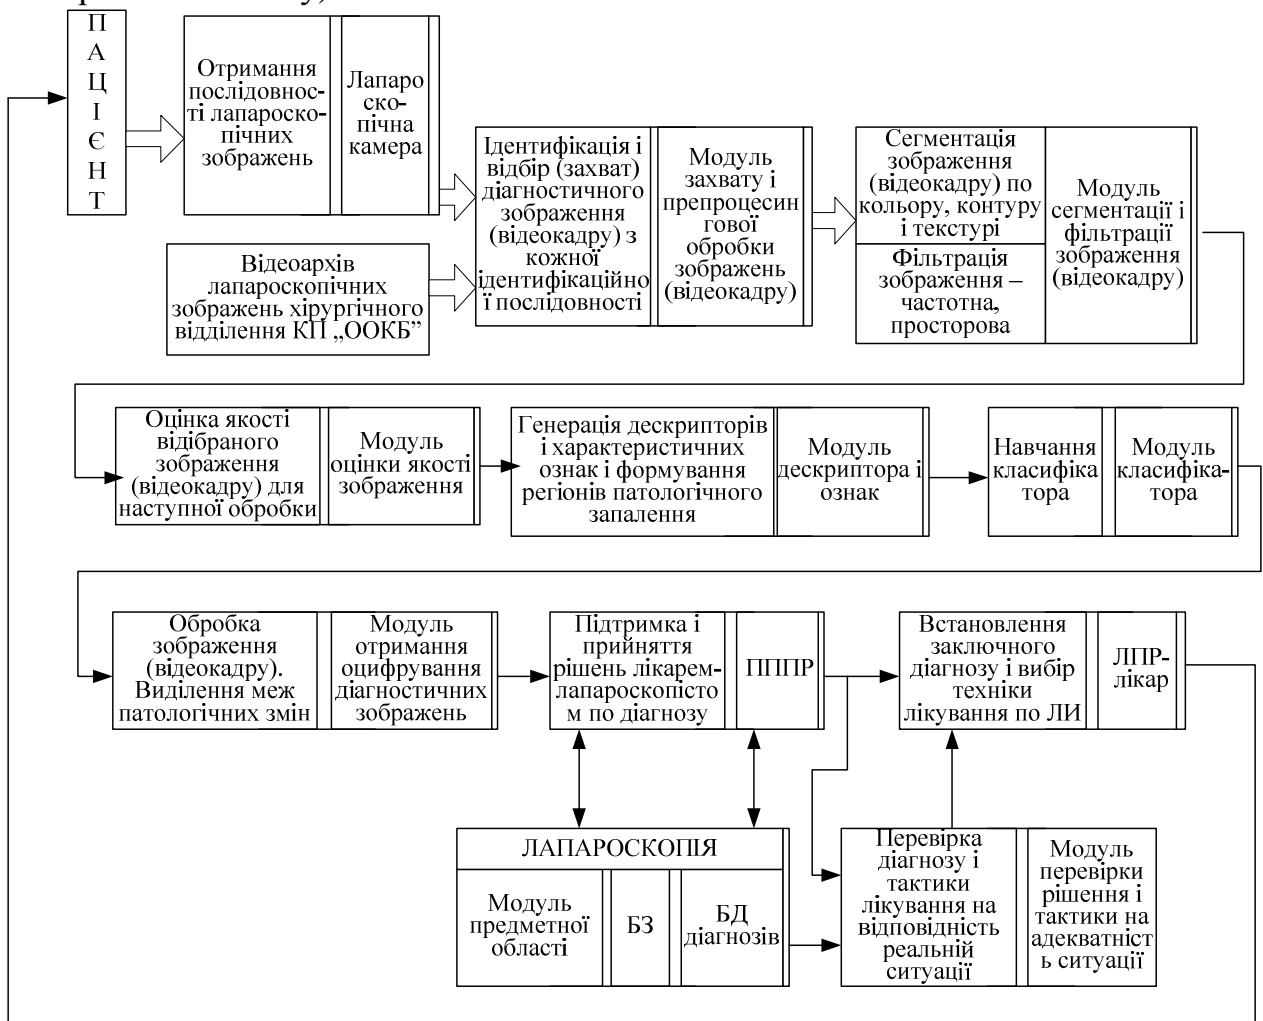 П
А
Ц
І
Є
Н
Т
Отримання
послідовнос-
ті лапароско-
пічних
зображень
Лапаро
ско-
пічна
камера
Відеоархів
лапароскопічних
зображень хірургічного
відділення КП „ООКБ”
Ідентифікація і
відбір (захват)
діагностичного
зображення
(відеокадру) з
кожної
ідентифікаційно
ї послідовності
Модуль
захвату і
препроцесин
гової
обробки
зображень
(відеокадру)
Сегментація
зображення
(відеокадру) по
кольору, контуру
і текстурі
Фільтрація
зображення –
частотна,
просторова
Модуль
сегментації і
фільтрації
зображення
(відеокадру)
Оцінка якості
відібраного
зображення
(відеокадру) для
наступної обробки
Модуль
оцінки якості
зображення
Генерація дескрипторів
і характеристичних
ознак і формування
регіонів патологічного
запалення
Модуль
дескриптора і
ознак
Навчання
класифіка
тора
Модуль
класифіка-
тора
Обробка
зображення
(відеокадру).
Виділення меж
патологічних змін
Модуль
отримання
оцифрування
діагностичних
зображень
Підтримка і
прийняття
рішень лікарем-
лапароскопісто
м по діагнозу
ПППР
Встановлення
заключного
діагнозу і вибір
техніки
лікування по ЛИ
ЛПР-
лікар
ЛАПАРОСКОПІЯ
Модуль
предметної
області
БЗ
БД
діагнозів
Перевірка
діагнозу і
тактики
лікування на
відповідність
реальній
ситуації
Модуль
перевірки
рішення і
тактики на
адекватніст
ь ситуації